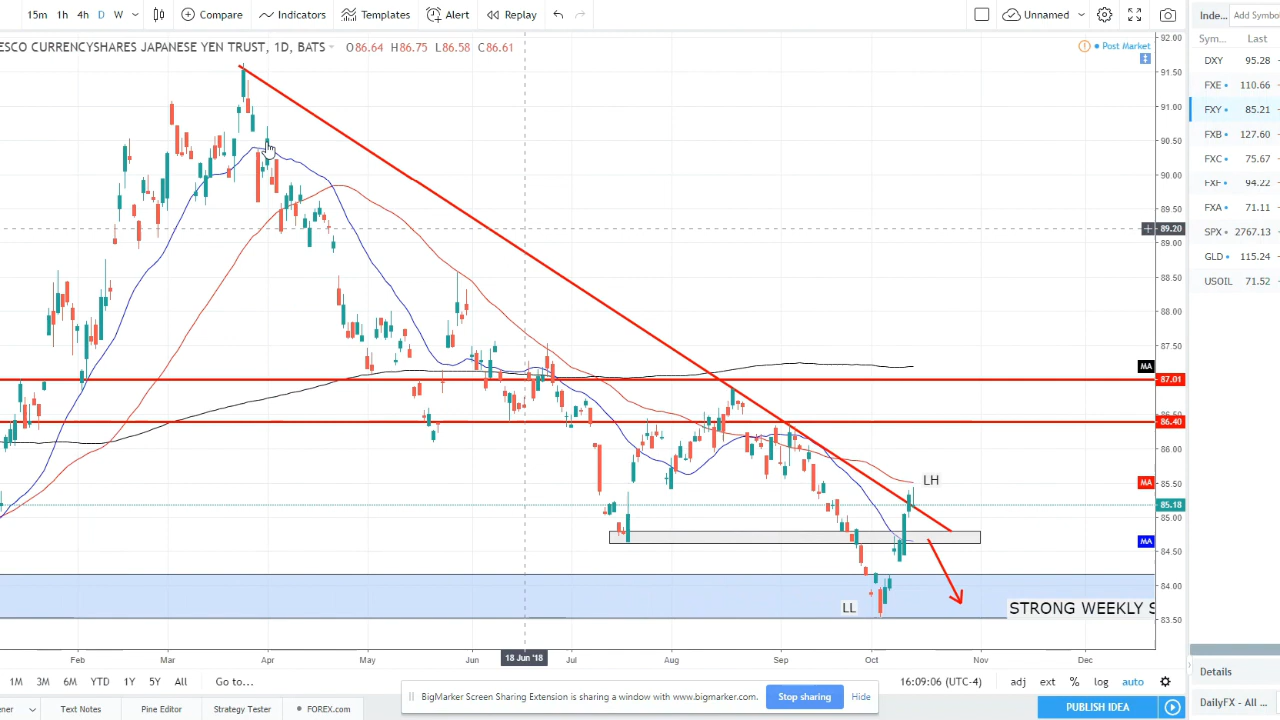 15m 1h 4h D W Compare Indicators Templates Alert Replay Unnamed
Inde... Add Symbo
ESCO CURRENCYSHARES JAPANESE YEN TRUST, 1D, BATS O86.64 H86.75 L86.58 C86.61
Post Market
Sym... Last
DXY 95.28
FXE 110.66
FXY 85.21
FXB 127.60
FXC 75.67
FXF 94.22
FXA 71.11
SPX 2767.13
GLD 115.24
USOIL 71.52
92.00
91.50
91.00
90.50
90.00
89.50
89.20
89.00
88.50
88.00
87.50
MA
87.01
86.50
86.40
86.00
85.50
MA
LH
85.18
85.00
MA
84.50
84.00
83.50
LL
STRONG WEEKLY S
Feb Mar Apr May Jun 18 Jun '18 Jul Aug Sep Oct Nov Dec
1M 3M 6M YTD 1Y 5Y All Go to... 16:09:06 (UTC-4) adj ext % log auto
Details
BigMarker Screen Sharing Extension is sharing a window with www.bigmarker.com. Stop sharing Hide
ner Text Notes Pine Editor Strategy Tester FOREX.com PUBLISH IDEA
DailyFX - All ...